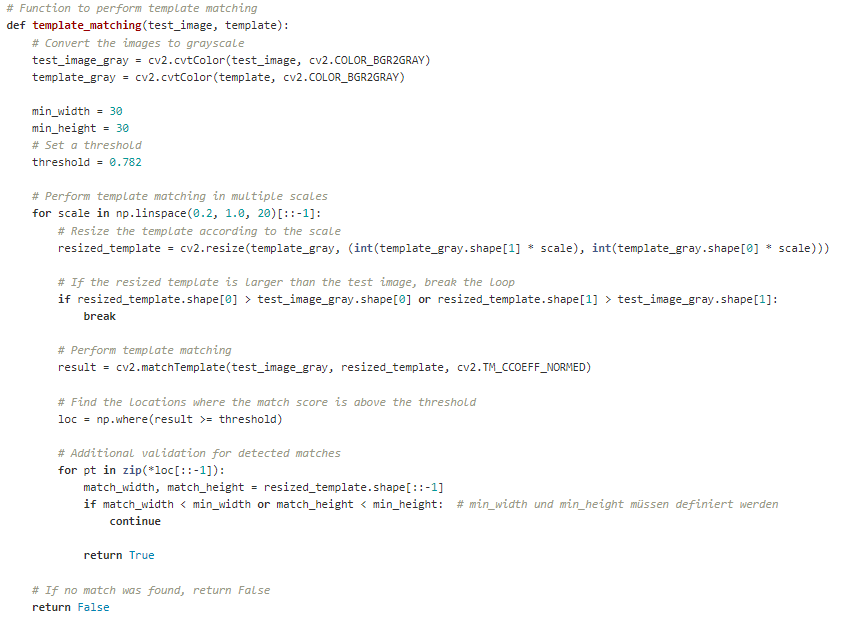 # Function to perform template matching
def template_matching(test_image, template):
    # Convert the images to grayscale
    test_image_gray = cv2.cvtColor(test_image, cv2.COLOR_BGR2GRAY)
    template_gray = cv2.cvtColor(template, cv2.COLOR_BGR2GRAY)

    min_width = 30
    min_height = 30
    # Set a threshold
    threshold = 0.782

    # Perform template matching in multiple scales
    for scale in np.linspace(0.2, 1.0, 20)[::-1]:
        # Resize the template according to the scale
        resized_template = cv2.resize(template_gray, (int(template_gray.shape[1] * scale), int(template_gray.shape[0] * scale)))

        # If the resized template is larger than the test image, break the loop
        if resized_template.shape[0] > test_image_gray.shape[0] or resized_template.shape[1] > test_image_gray.shape[1]:
            break

        # Perform template matching
        result = cv2.matchTemplate(test_image_gray, resized_template, cv2.TM_CCOEFF_NORMED)

        # Find the locations where the match score is above the threshold
        loc = np.where(result >= threshold)

        # Additional validation for detected matches
        for pt in zip(*loc[::-1]):
            match_width, match_height = resized_template.shape[::-1]
            if match_width < min_width or match_height < min_height:  # min_width und min_height müssen definiert werden
                continue

            return True

    # If no match was found, return False
    return False